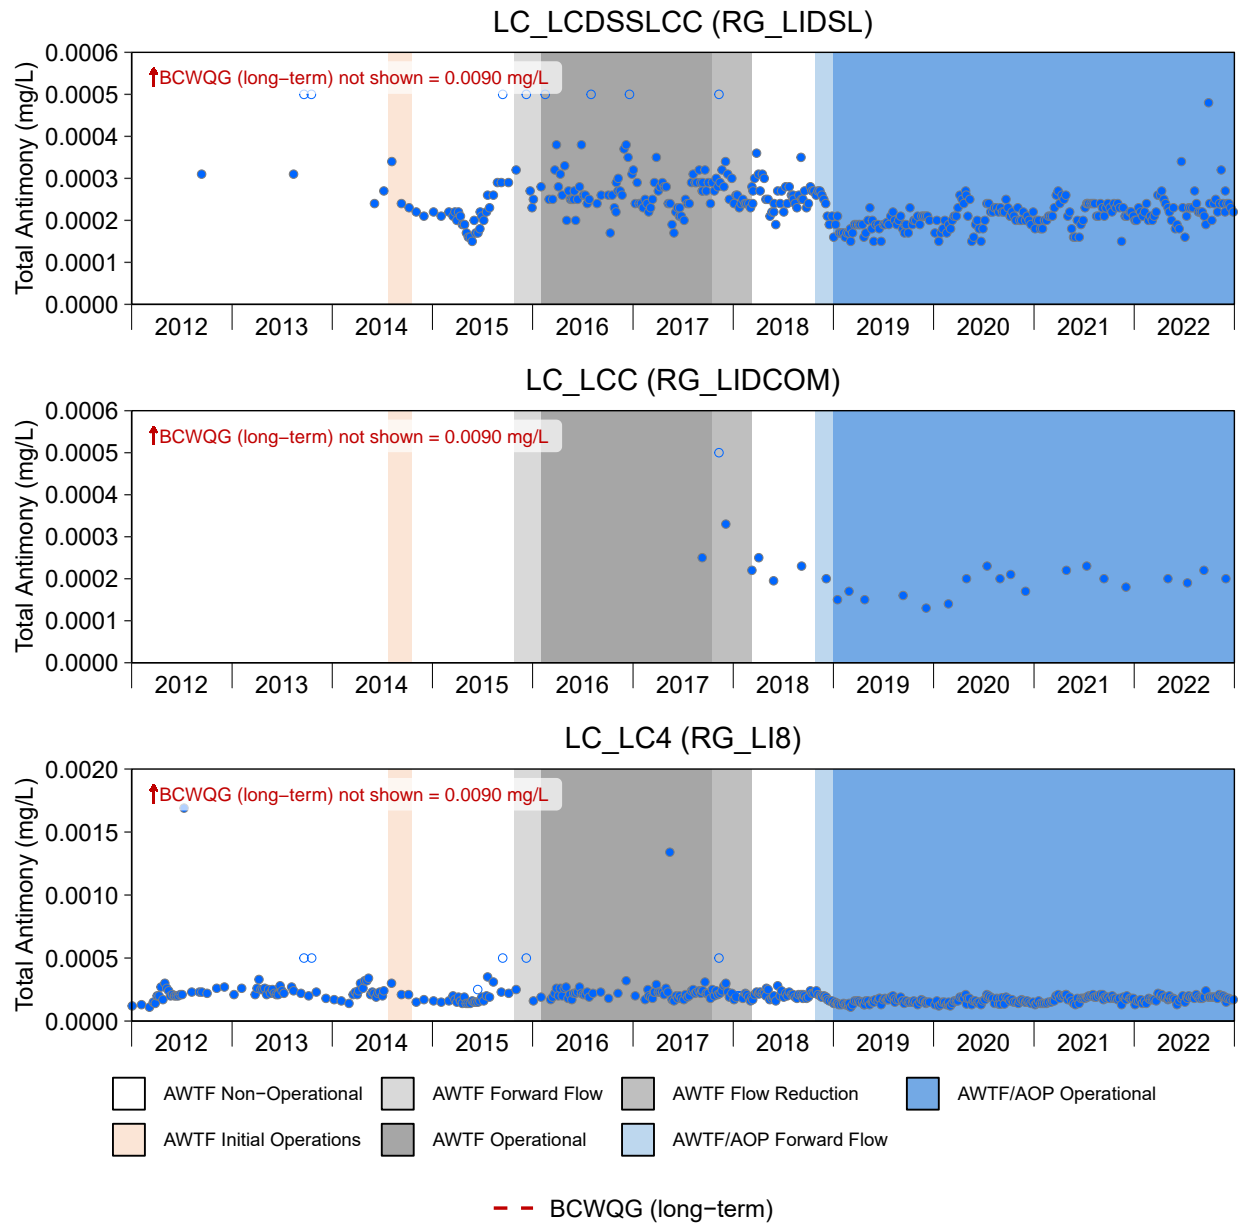 LC_LCDSSLCC (RG_LIDSL)
Total Antimony (mg/L)
0.0006
0.0005
0.0004
0.0003
0.0002
0.0001
0.0000
BCWQG (long−term) not shown = 0.0090 mg/L
2012 2013 2014 2015 2016 2017 2018 2019 2020 2021 2022
LC_LCC (RG_LIDCOM)
Total Antimony (mg/L)
0.0006
0.0005
0.0004
0.0003
0.0002
0.0001
0.0000
BCWQG (long−term) not shown = 0.0090 mg/L
2012 2013 2014 2015 2016 2017 2018 2019 2020 2021 2022
LC_LC4 (RG_LI8)
Total Antimony (mg/L)
0.0020
0.0015
0.0010
0.0005
0.0000
BCWQG (long−term) not shown = 0.0090 mg/L
2012 2013 2014 2015 2016 2017 2018 2019 2020 2021 2022
AWTF Non−Operational AWTF Forward Flow AWTF Flow Reduction AWTF/AOP Operational
AWTF Initial Operations AWTF Operational AWTF/AOP Forward Flow
BCWQG (long−term)